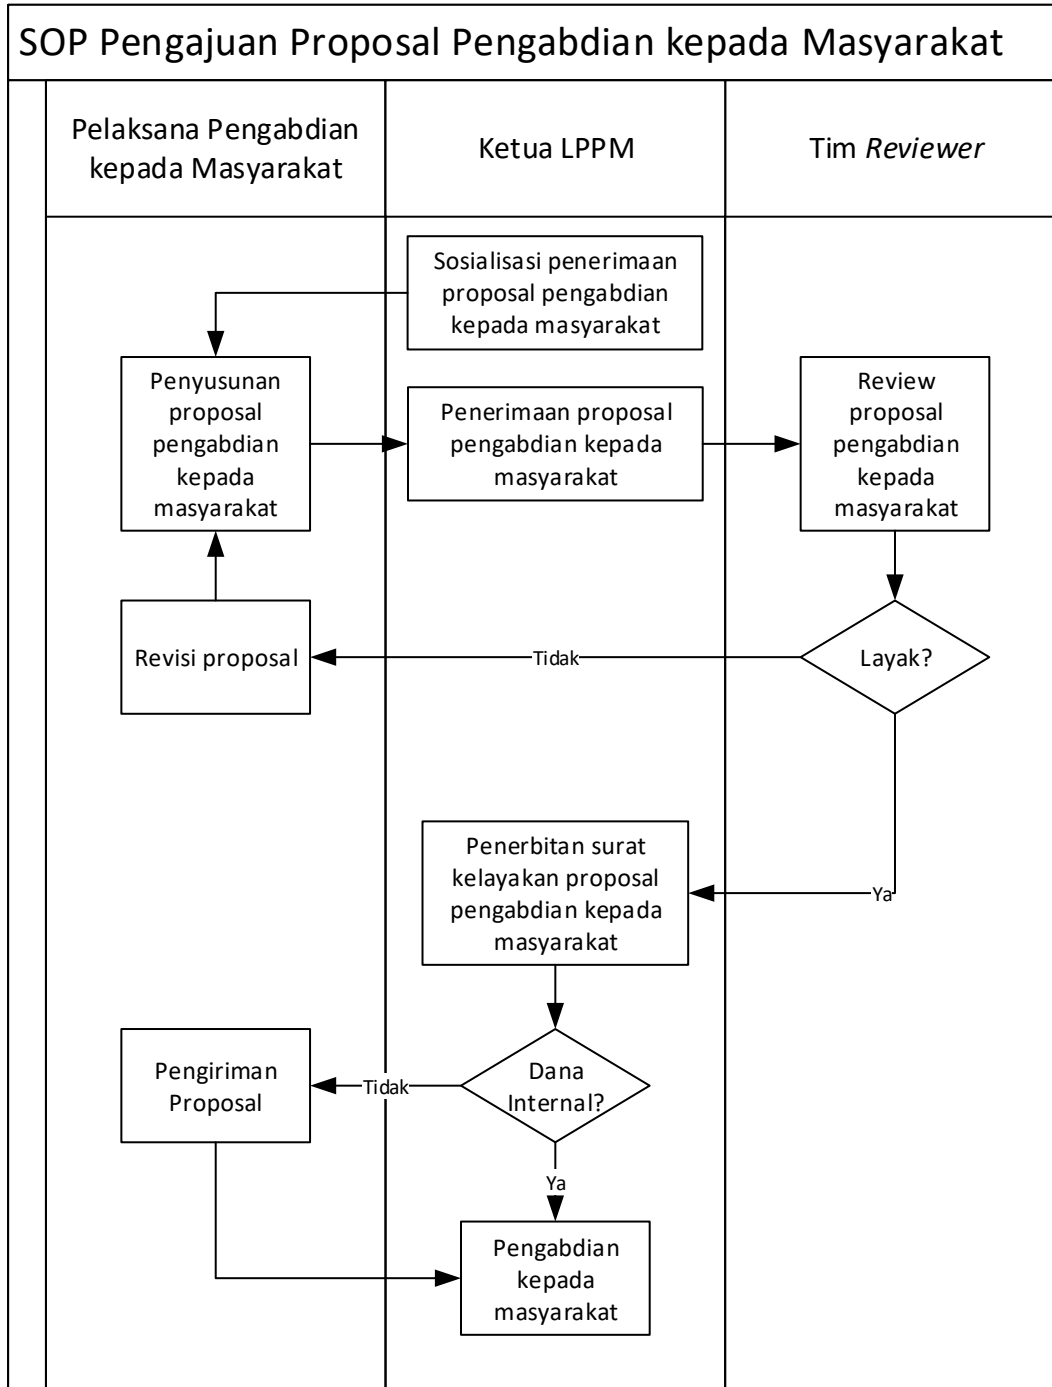 SOP Pengajuan Proposal Pengabdian kepada Masyarakat
Pelaksana Pengabdian
kepada Masyarakat
Ketua LPPM
Tim Reviewer
Sosialisasi penerimaan
proposal pengabdian
kepada masyarakat
Penyusunan
proposal
pengabdian
kepada
masyarakat
Penerimaan proposal
pengabdian kepada
masyarakat
Review
proposal
pengabdian
kepada
masyarakat
Revisi proposal
Tidak
Layak?
Penerbitan surat
kelayakan proposal
pengabdian kepada
masyarakat
Ya
Pengiriman
Proposal
Tidak
Dana
Internal?
Ya
Pengabdian
kepada
masyarakat